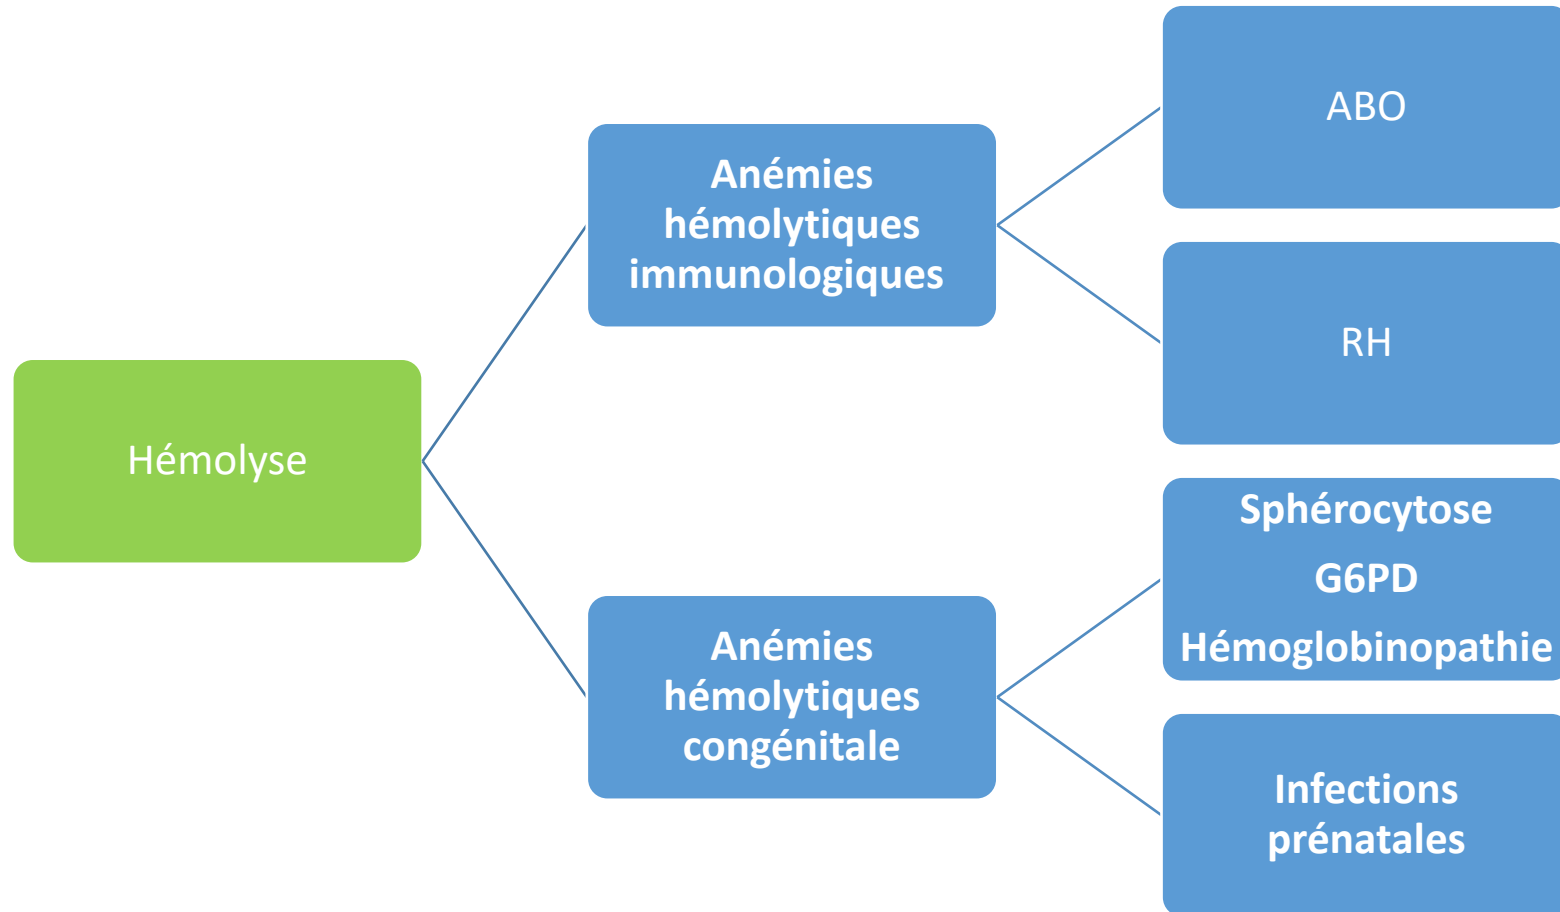 Hémolyse
Anémies
hémolytiques
immunologiques
ABO
RH
Anémies
hémolytiques
congénitale
Sphérocytose
G6PD
Hémoglobinopathie
Infections
prénatales